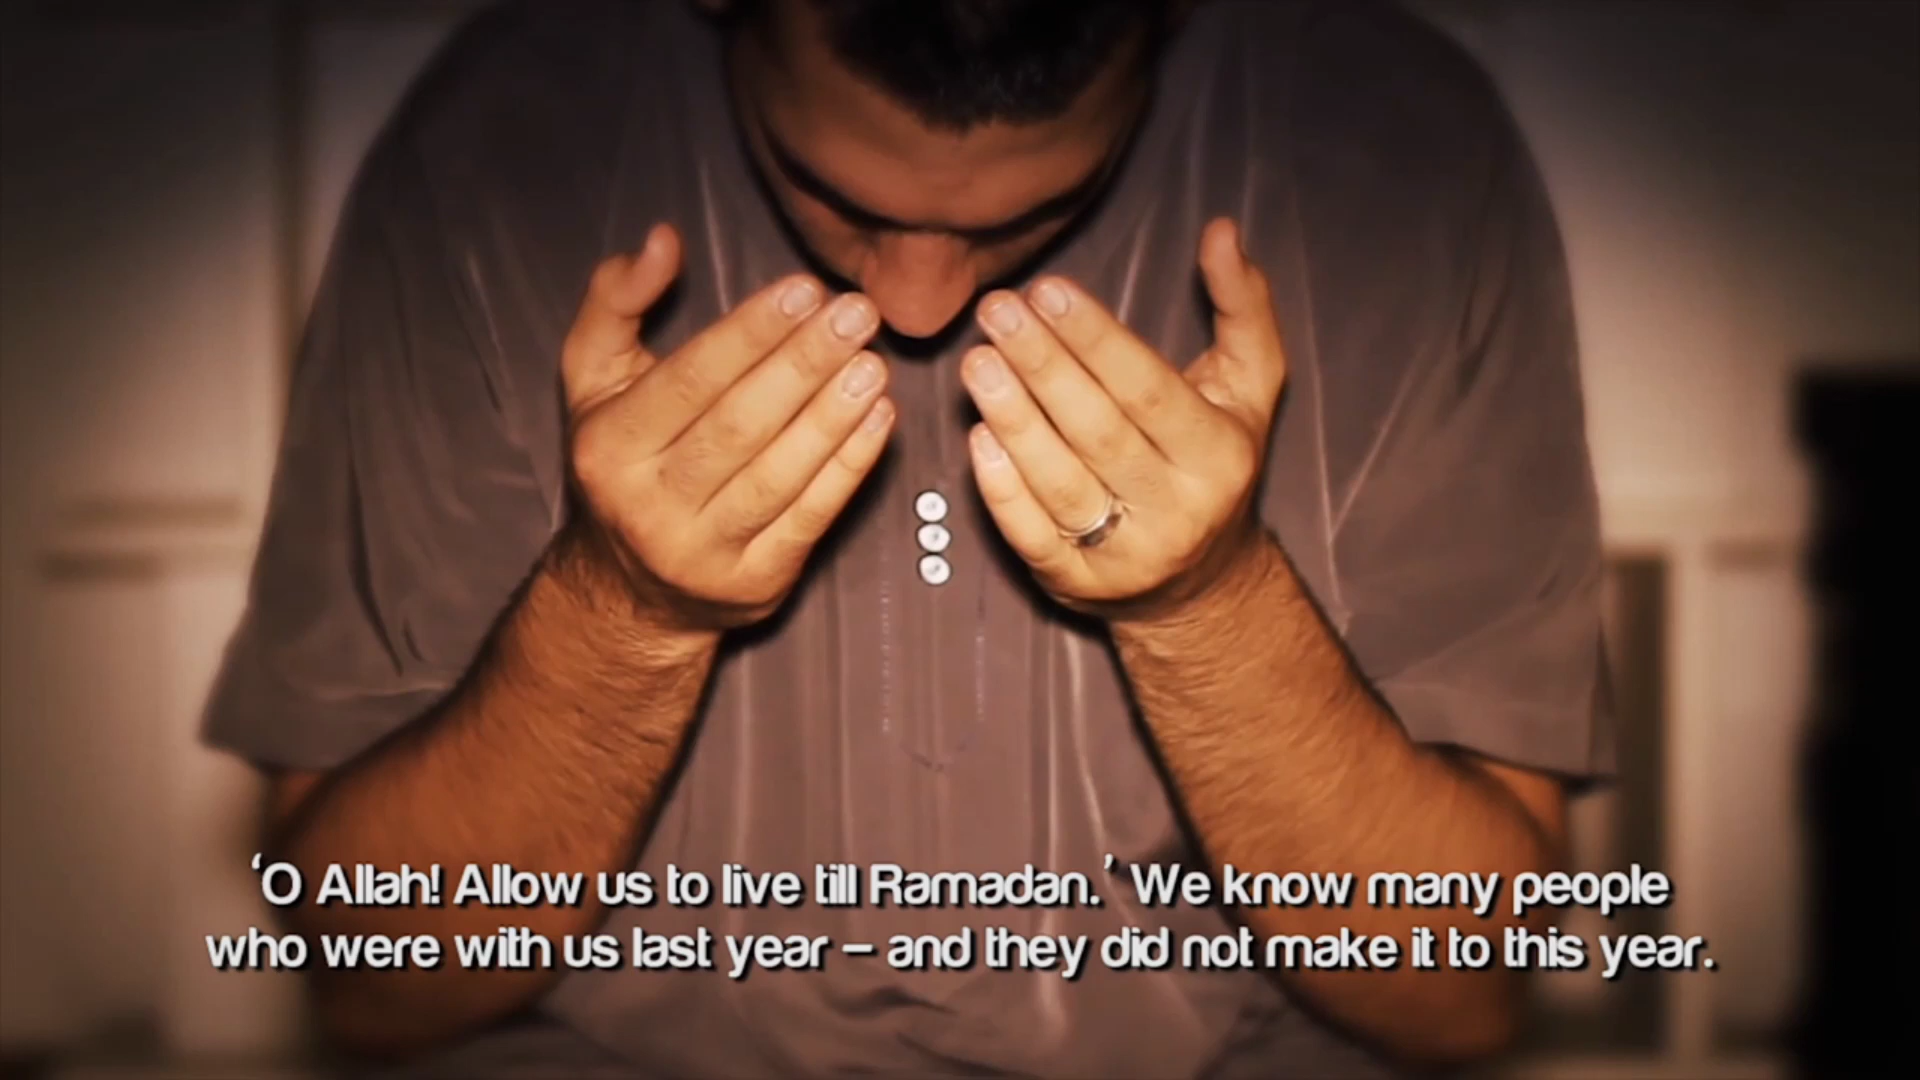 ‘O Allah! Allow us to live till Ramadan.’ We know many people
who were with us last year – and they did not make it to this year.